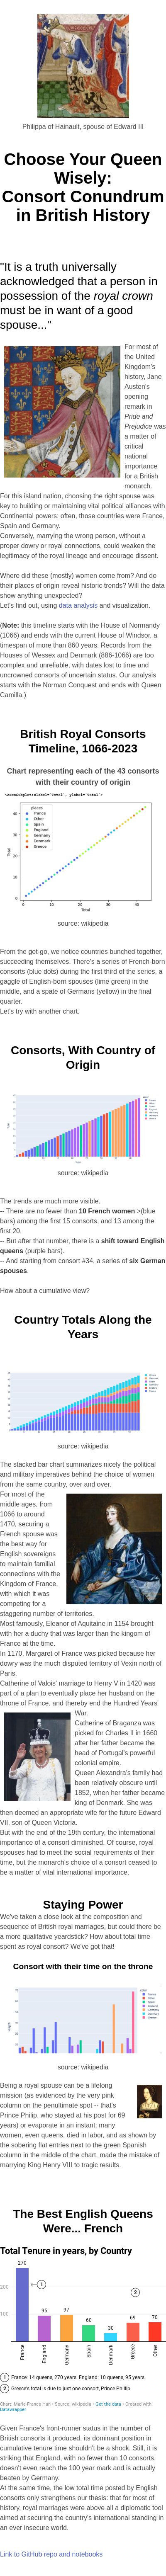 Philippa of Hainault, spouse of Edward III
Choose Your Queen
Wisely:
Consort Conundrum
in British History
"It is a truth universally
acknowledged that a person in
possession of the royal crown
must be in want of a good
spouse..."
For most of
the United
Kingdom's
history, Jane
Austen's
opening
remark in
Pride and
Prejudice was
a matter of
critical
national
importance
for a British
monarch.
For this island nation, choosing the right spouse was
key to building or maintaining vital political alliances with
Continental powers: often, those countries were France,
Spain and Germany.
Conversely, marrying the wrong person, without a
proper dowry or royal connections, could weaken the
legitimacy of the royal lineage and encourage dissent.
Where did these (mostly) women come from? And do
their places of origin reveal historic trends? Will the data
show anything unexpected?
Let's find out, using data analysis and visualization.
(Note: this timeline starts with the House of Normandy
(1066) and ends with the current House of Windsor, a
timespan of more than 860 years. Records from the
Houses of Wessex and Denmark (886-1066) are too
complex and unreliable, with dates lost to time and
unrowned consorts of uncertain status. Our analysis
starts with the Norman Conquest and ends with Queen
Camilla.)
British Royal Consorts
Timeline, 1066-2023
Chart representing each of the 43 consorts
with their country of origin
<AxesSubplot:xlabel='Total', ylabel='Total'>
places
France
Other
Spain
England
Germany
Denmark
Greece
Total
40
30
20
10
0
0 10 20 30 40
Total
source: wikipedia
From the get-go, we notice countries bunched together,
succeeding themselves. There's a series of French-born
consorts (blue dots) during the first third of the series, a
gaggle of English-born spouses (line green) in the
middle, and a spate of Germans (yellow) in the final
quarter.
Let's try with another chart.
Consorts, With Country of
Origin
source: wikipedia
The trends are much more visible.
-- There are no fewer than 10 French women >(blue
bars) among the first 15 consorts, and 13 among the
first 20.
-- But after that number, there is a shift toward English
queens (purple bars).
-- And starting from consort #34, a series of six German
spouses.
How about a cumulative view?
Country Totals Along the
Years
source: wikipedia
The stacked bar chart summarizes nicely the political
and military imperatives behind the choice of women
from the same country, over and over.
For most of the
middle ages, from
1066 to around
1470, securing a
French spouse was
the best way for
English sovereigns
to maintain familial
connections with the
Kingdom of France,
with which it was
competing for a
staggering number of territories.
Most famously, Eleanor of Aquitaine in 1154 brought
with her a duchy that was larger than the kingom of
France at the time.
In 1170, Margaret of France was picked because her
dowry was the much disputed territory of Vexin north of
Paris.
Catherine of Valois' marriage to Henry V in 1420 was
part of a plan to eventually place her husband on the
throne of France, and thereby end the Hundred Years'
War.
Catherine of Braganza was
picked for Charles II in 1660
after her father became the
head of Portugal's powerful
colonial empire.
Queen Alexandra's family had
been relatively obscure until
1852, when her father became
king of Denmark. She was
then deemed an appropriate wife for the future Edward
VII, son of Queen Victoria.
But with the end of the 19th century, the international
importance of a consort diminished. Of course, royal
spouses had to meet the social requirements of their
time, but the monarch's choice of a consort ceased to
be a matter of vital international importance.
Staying Power
We've taken a close look at the composition and
sequence of British royal marriages, but could there be
a more qualitative yeardstick? How about total time
spent as royal consort? We've got that!
Consort with their time on the throne
source: wikipedia
Being a royal spouse can be a lifelong
mission (as evidenced by the very pink
column on the penultimate spot -- that's
Prince Philip, who stayed at his post for 69
years) or evaporate in an instant: many
women, even queens, died in labor, and as shown by
the sobering flat entries next to the green Spanish
column in the middle of the chart, made the mistake of
marrying King Henry VIII to tragic results.
The Best English Queens
Were... French
Total Tenure in years, by Country
270
1
200
100
95
97
60
30
2
69
70
France
England
Germany
Spain
Denmark
Greece
Other
1 France: 14 queens, 270 years. England: 10 queens, 95 years
2 Greece's total is due to just one consort, Prince Phillip
Chart: Marie-France Han • Source: wikipedia • Get the data • Created with
Datawrapper
Given France's front-runner status in the number of
British consorts it produced, its dominant position in
cumulative tenure time shouldn't be a shock. Still, it is
striking that England, with no fewer than 10 consorts,
doesn't even reach the 100 year mark and is actually
beaten by Germany.
At the same time, the low total time posted by English
consorts only strengthens our thesis: that for most of
history, royal marriages were above all a diplomatic tool
aimed at securing the country's international standing in
an ever insecure world.
Link to GitHub repo and notebooks